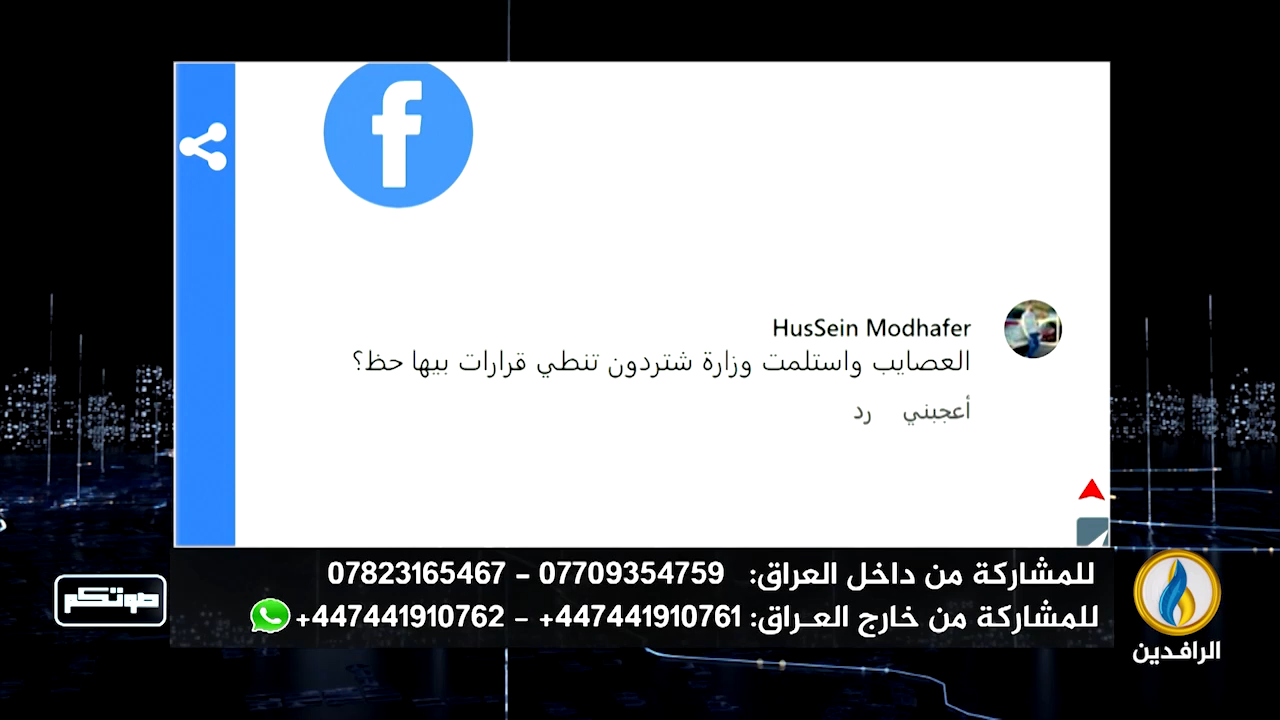 HusSein Modhafer
العصايب واستلمت وزارة شتردون تنطي قرارات بيها حظ؟
أعجبني رد
للمشاركة من داخل العراق: 07709354759 - 07823165467
للمشاركة من خارج العـراق: 447441910761+ - 447441910762+
صوتكم
الرافدين